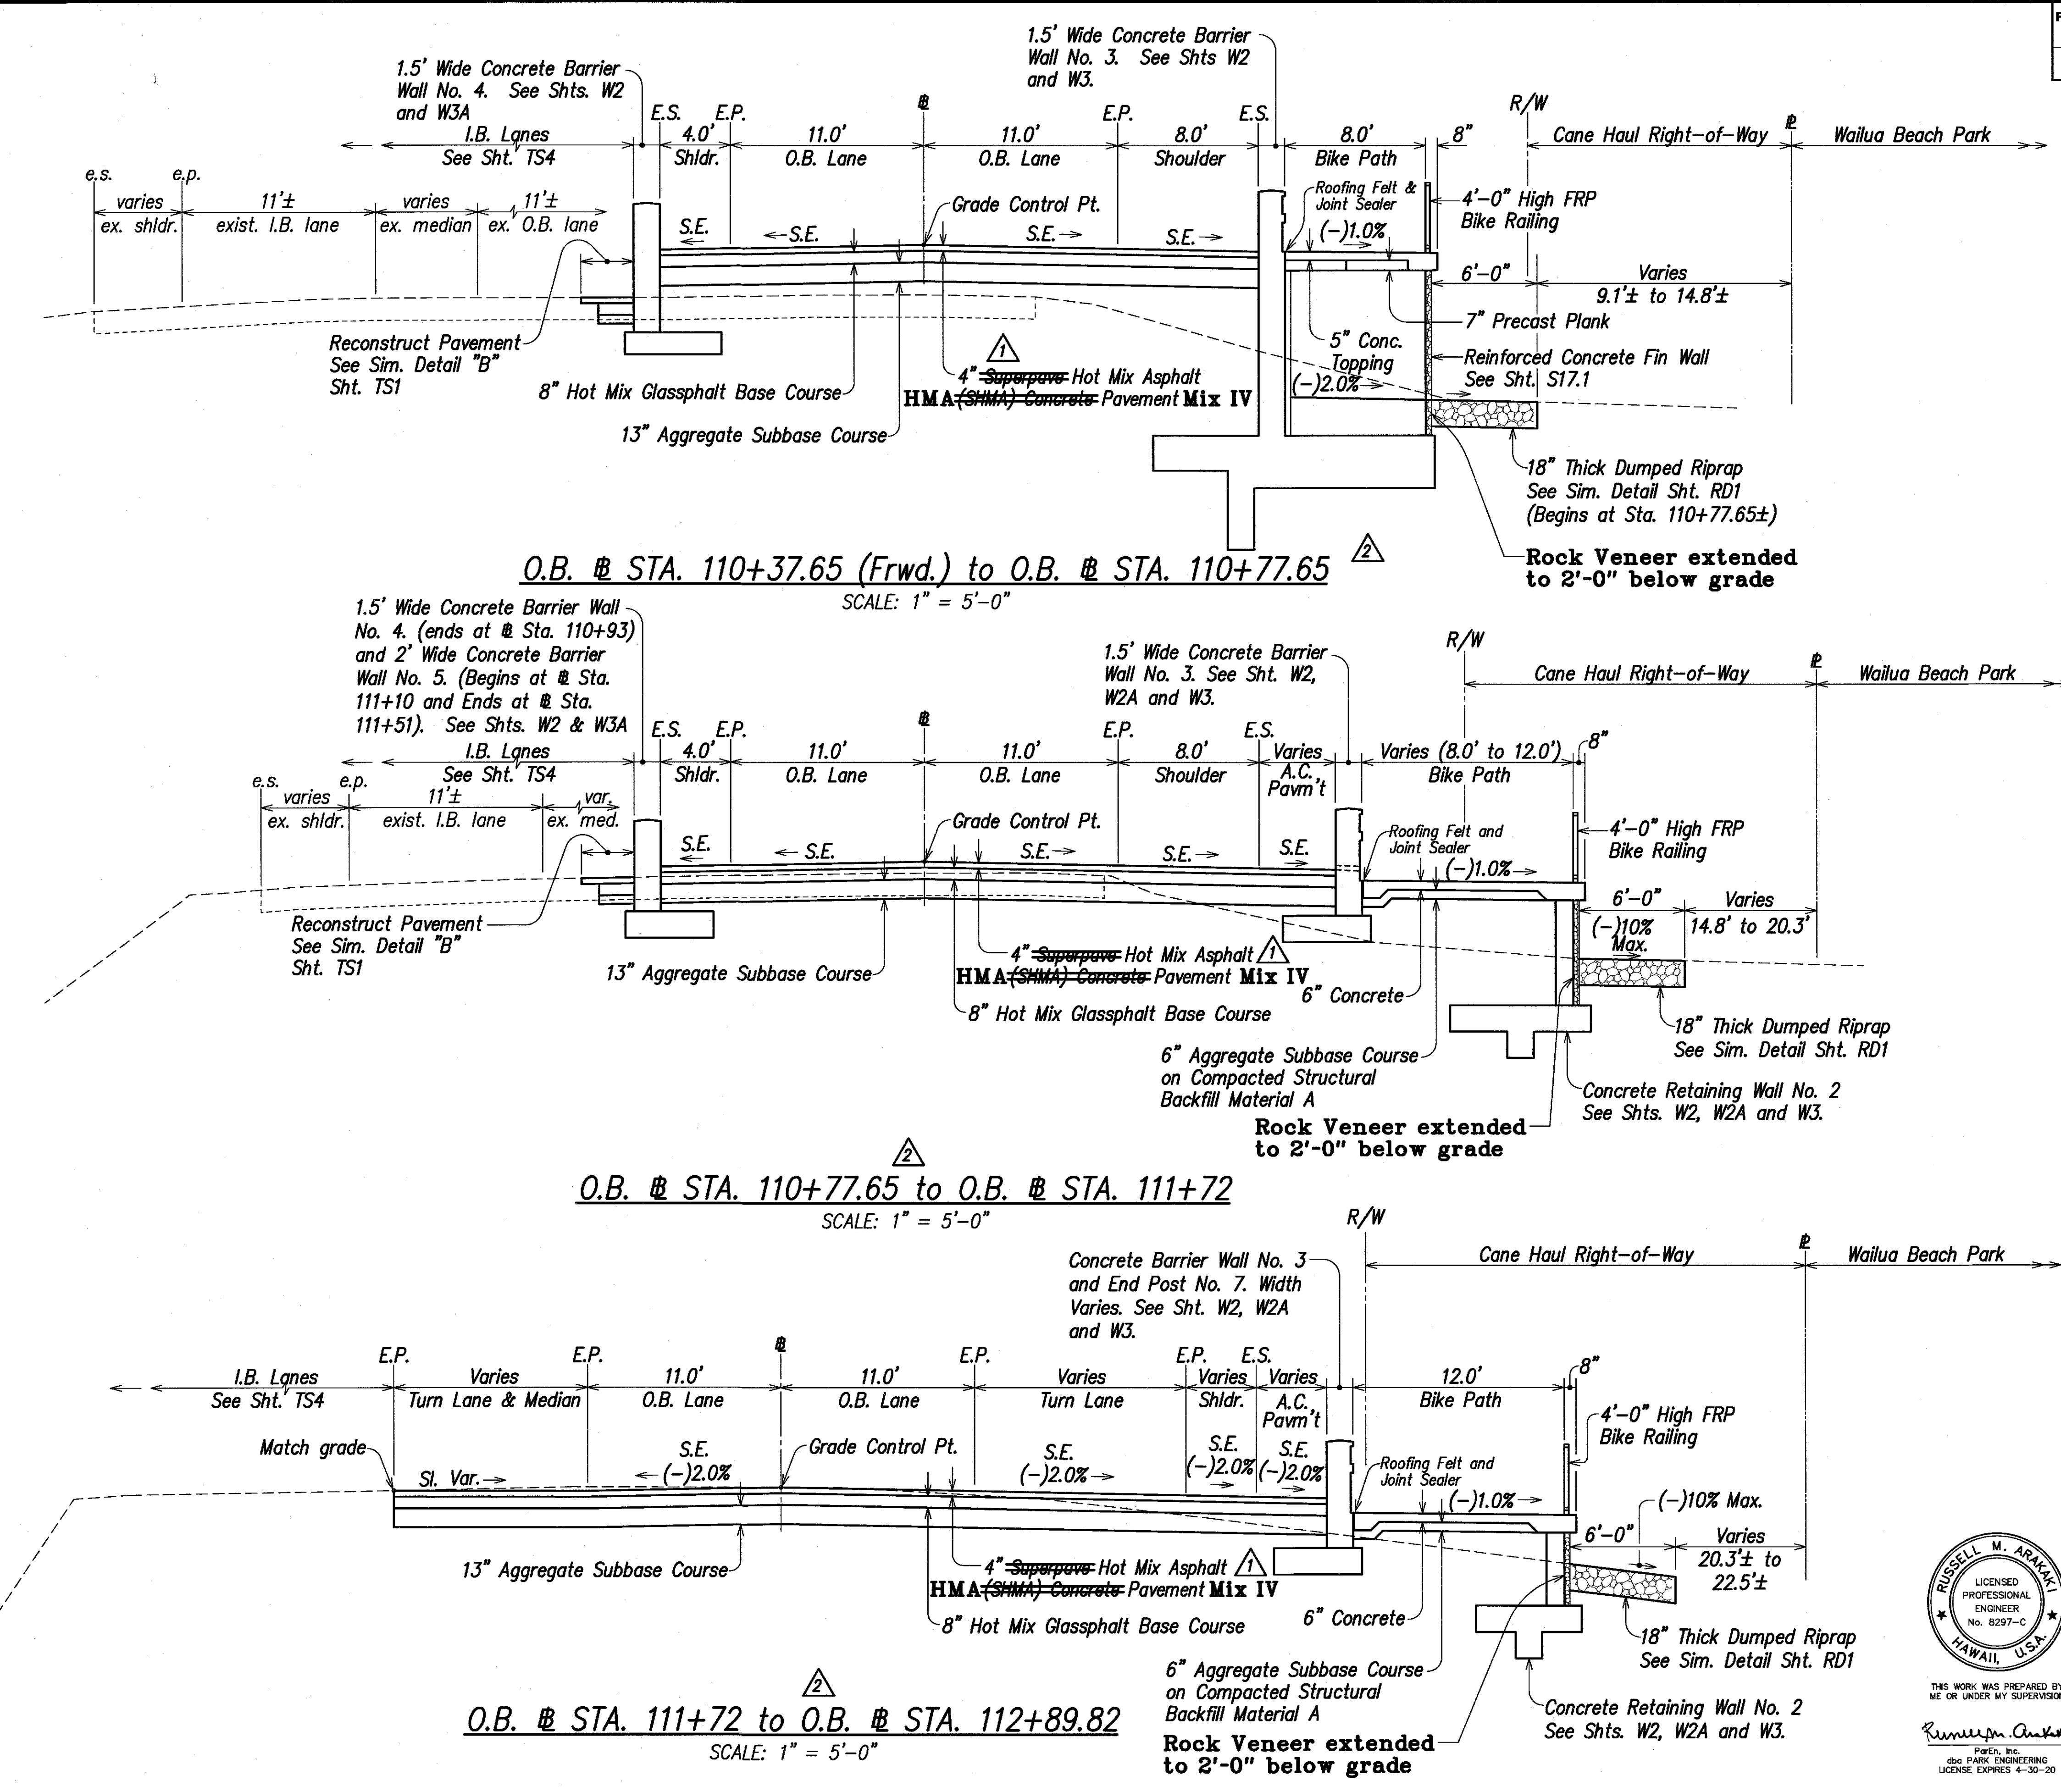 1.5' Wide Concrete Barrier
Wall No. 4. See Shts. W2
and W3A
1.5' Wide Concrete Barrier
Wall No. 3. See Shts W2
and W3.
E.S.
E.P.
℄
E.P.
E.S.
R/W
I.B. Lanes
See Sht. TS4
4.0'
Shldr.
11.0'
O.B. Lane
11.0'
O.B. Lane
8.0'
Shoulder
8.0'
Bike Path
8"
Cane Haul Right-of-Way
Wailua Beach Park
e.s.
e.p.
varies
ex. shldr.
11'±
exist. I.B. lane
varies
ex. median
11'±
ex. O.B. lane
Grade Control Pt.
S.E.
S.E.
S.E.
S.E.
Roofing Felt &
Joint Sealer
(-)1.0%
4'-0" High FRP
Bike Railing
6'-0"
Varies
9.1'± to 14.8'±
7" Precast Plank
5" Conc.
Topping
(-)2.0%
Reinforced Concrete Fin Wall
See Sht. S17.1
Reconstruct Pavement
See Sim. Detail "B"
Sht. TS1
8" Hot Mix Glassphalt Base Course
13" Aggregate Subbase Course
1
4" Superpave Hot Mix Asphalt
HMA (SHMA) Concrete Pavement Mix IV
18" Thick Dumped Riprap
See Sim. Detail Sht. RD1
(Begins at Sta. 110+77.65±)
Rock Veneer extended
to 2'-0" below grade
O.B. BL STA. 110+37.65 (Frwd.) to O.B. BL STA. 110+77.65
2
SCALE: 1" = 5'-0"
1.5' Wide Concrete Barrier Wall
No. 4. (ends at BL Sta. 110+93)
and 2' Wide Concrete Barrier
Wall No. 5. (Begins at BL Sta.
111+10 and Ends at BL Sta.
111+51). See Shts. W2 & W3A
1.5' Wide Concrete Barrier
Wall No. 3. See Sht. W2,
W2A and W3.
R/W
PL
Cane Haul Right-of-Way
Wailua Beach Park
E.S.
E.P.
BL
E.P.
E.S.
I.B. Lanes
See Sht. TS4
4.0'
Shldr.
11.0'
O.B. Lane
11.0'
O.B. Lane
8.0'
Shoulder
Varies
A.C.
Pavm't
Varies (8.0' to 12.0')
Bike Path
8"
e.s.
e.p.
varies
ex. shldr.
11'±
exist. I.B. lane
var.
ex. med.
Grade Control Pt.
S.E.
S.E.
S.E.
S.E.
S.E.
Roofing Felt and
Joint Sealer
(-)1.0%
4'-0" High FRP
Bike Railing
6'-0"
(-)10%
Max.
Varies
14.8' to 20.3'
Reconstruct Pavement
See Sim. Detail "B"
Sht. TS1
13" Aggregate Subbase Course
4" Superpave Hot Mix Asphalt
1
HMA (SHMA) Concrete Pavement Mix IV
8" Hot Mix Glassphalt Base Course
6" Concrete
6" Aggregate Subbase Course
on Compacted Structural
Backfill Material A
18" Thick Dumped Riprap
See Sim. Detail Sht. RD1
Concrete Retaining Wall No. 2
See Shts. W2, W2A and W3.
Rock Veneer extended
to 2'-0" below grade
2
O.B. BL STA. 110+77.65 to O.B. BL STA. 111+72
SCALE: 1" = 5'-0"
Concrete Barrier Wall No. 3
and End Post No. 7. Width
Varies. See Sht. W2, W2A
and W3.
R/W
PL
Cane Haul Right-of-Way
Wailua Beach Park
E.P.
E.P.
BL
E.P.
E.P.
E.S.
I.B. Lanes
See Sht. TS4
Varies
Turn Lane & Median
11.0'
O.B. Lane
11.0'
O.B. Lane
Varies
Turn Lane
Varies
Shldr.
Varies
A.C.
Pavm't
12.0'
Bike Path
8"
Match grade
Sl. Var.
S.E.
(-)2.0%
Grade Control Pt.
S.E.
(-)2.0%
S.E.
(-)2.0%
S.E.
(-)2.0%
Roofing Felt and
Joint Sealer
(-)1.0%
4'-0" High FRP
Bike Railing
(-)10% Max.
6'-0"
Varies
20.3'± to
22.5'±
13" Aggregate Subbase Course
4" Superpave Hot Mix Asphalt
1
HMA (SHMA) Concrete Pavement Mix IV
8" Hot Mix Glassphalt Base Course
6" Concrete
6" Aggregate Subbase Course
on Compacted Structural
Backfill Material A
18" Thick Dumped Riprap
See Sim. Detail Sht. RD1
Concrete Retaining Wall No. 2
See Shts. W2, W2A and W3.
Rock Veneer extended
to 2'-0" below grade
2
O.B. BL STA. 111+72 to O.B. BL STA. 112+89.82
SCALE: 1" = 5'-0"
RUSSELL M. ARAKAKI
LICENSED
PROFESSIONAL
ENGINEER
No. 8297-C
HAWAII, U.S.A.
THIS WORK WAS PREPARED BY
ME OR UNDER MY SUPERVISION
ParEn, Inc.
dba PARK ENGINEERING
LICENSE EXPIRES 4-30-20